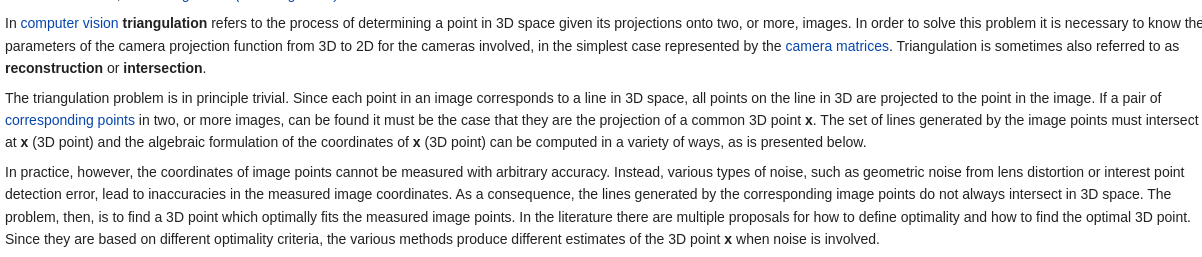 In computer vision triangulation refers to the process of determining a point in 3D space given its projections onto two, or more, images. In order to solve this problem it is necessary to know the
parameters of the camera projection function from 3D to 2D for the cameras involved, in the simplest case represented by the camera matrices. Triangulation is sometimes also referred to as
reconstruction or intersection.
The triangulation problem is in principle trivial. Since each point in an image corresponds to a line in 3D space, all points on the line in 3D are projected to the point in the image. If a pair of
corresponding points in two, or more images, can be found it must be the case that they are the projection of a common 3D point x. The set of lines generated by the image points must intersect
at x (3D point) and the algebraic formulation of the coordinates of x (3D point) can be computed in a variety of ways, as is presented below.
In practice, however, the coordinates of image points cannot be measured with arbitrary accuracy. Instead, various types of noise, such as geometric noise from lens distortion or interest point
detection error, lead to inaccuracies in the measured image coordinates. As a consequence, the lines generated by the corresponding image points do not always intersect in 3D space. The
problem, then, is to find a 3D point which optimally fits the measured image points. In the literature there are multiple proposals for how to define optimality and how to find the optimal 3D point.
Since they are based on different optimality criteria, the various methods produce different estimates of the 3D point x when noise is involved.